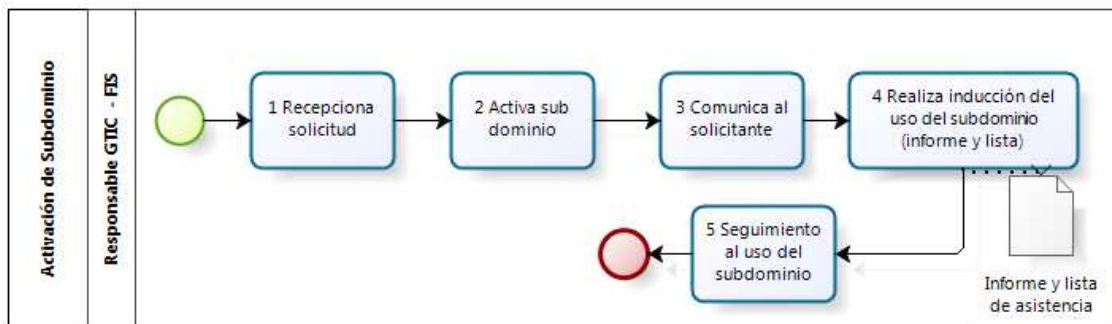 Activación de Subdominio
Responsable GTIC - FIS
1 Recepciona
solicitud
2 Activa sub
dominio
3 Comunica al
solicitante
4 Realiza inducción del
uso del subdominio
(informe y lista)
5 Seguimiento
al uso del
subdominio
Informe y lista
de asistencia